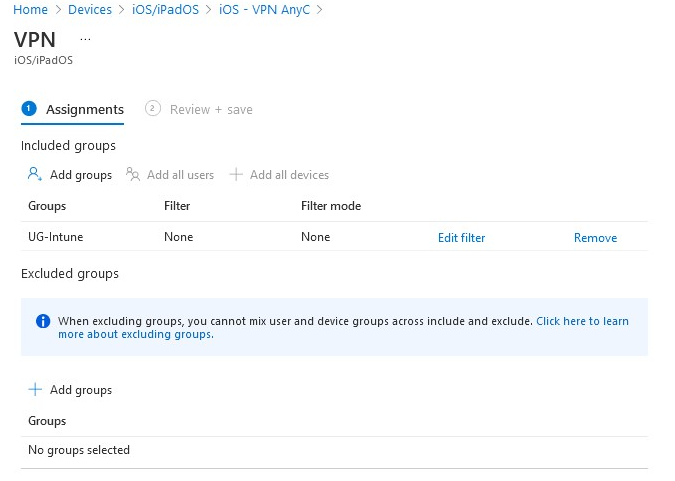 Home > Devices > iOS/iPadOS > iOS - VPN AnyC >
VPN ...
iOS/iPadOS
1 Assignments 2 Review + save
Included groups
Add groups Add all users + Add all devices
Groups Filter Filter mode
UG-Intune None None Edit filter Remove
Excluded groups
When excluding groups, you cannot mix user and device groups across include and exclude. Click here to learn
more about excluding groups.
+ Add groups
Groups
No groups selected